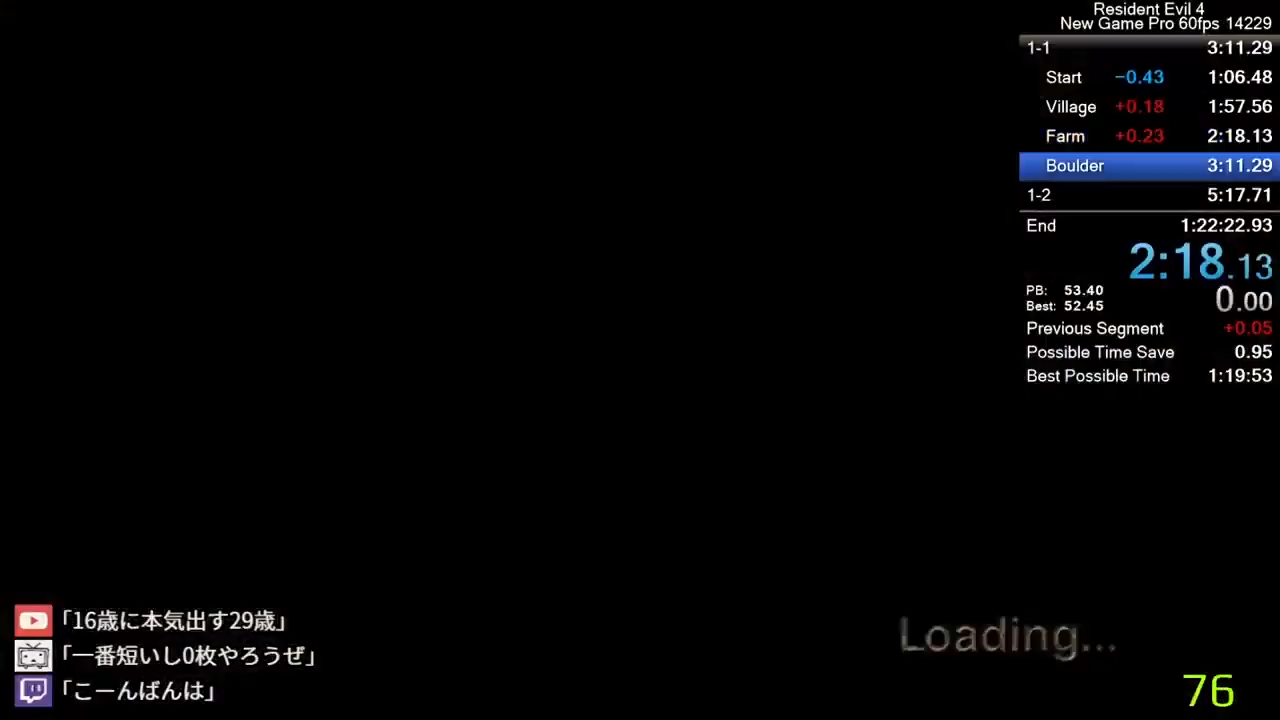 Resident Evil 4
New Game Pro 60fps 14229
1-1 3:11.29
Start −0.43 1:06.48
Village +0.18 1:57.56
Farm +0.23 2:18.13
Boulder 3:11.29
1-2 5:17.71
End 1:22:22.93
2:18.13
PB: 53.40
Best: 52.45
0.00
Previous Segment +0.05
Possible Time Save 0.95
Best Possible Time 1:19:53
「16歳に本気出す29歳」
「一番短いし0枚やろうぜ」
「こーんばんは」
Loading...
76